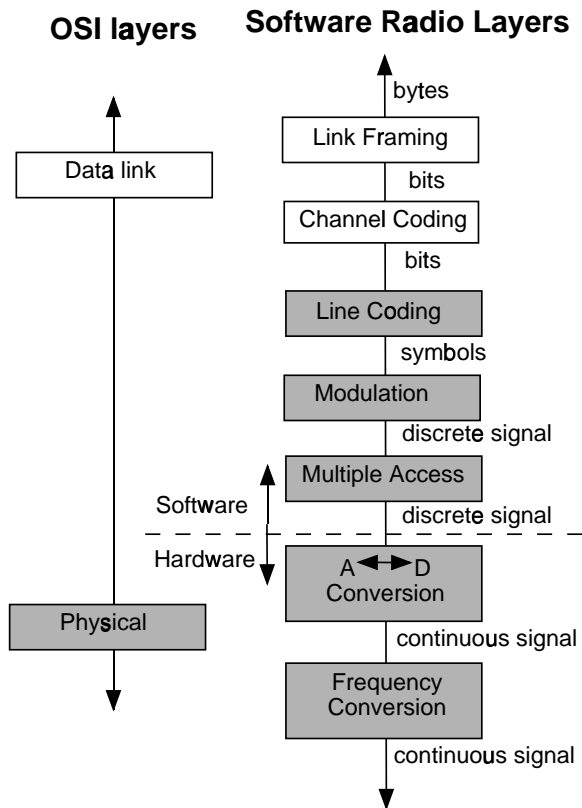 OSI layers
Software Radio Layers
bytes
Link Framing
Data link
bits
Channel Coding
bits
Line Coding
symbols
Modulation
discrete signal
Multiple Access
Software
discrete signal
Hardware
A D
Conversion
Physical
continuous signal
Frequency
Conversion
continuous signal